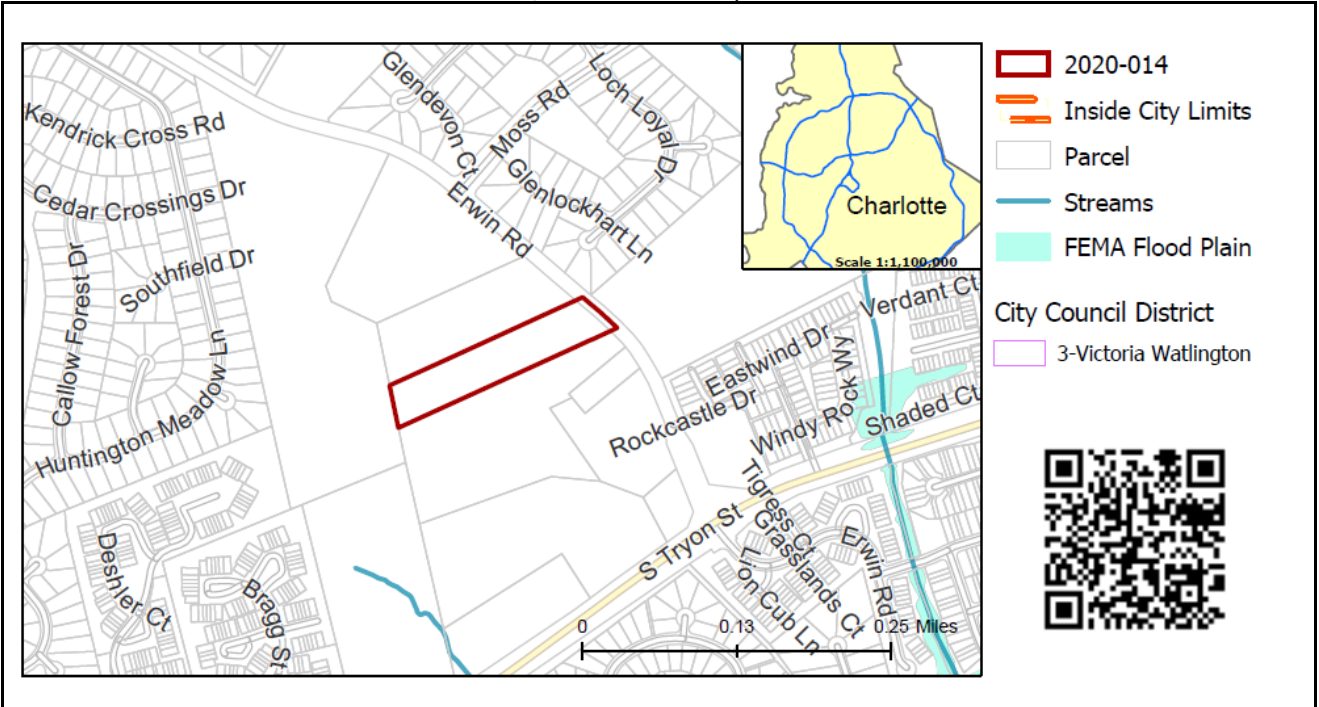 Kendrick Cross Rd
Cedar Crossings Dr
Southfield Dr
Callow Forest Dr
Huntington Meadow Ln
Deshler Ct
Bragg St
Glendevon Ct
Moss Rd
Loch Loyal Dr
Glenlockhart Ln
Erwin Rd
Charlotte
Scale 1:1,100,000
Verdant Ct
Eastwind Dr
Rockcastle Dr
Windy Rock Wy
Shaded Ct
S Tryon St
Tigress Ct
Grasslands Ct
Lion Cub Ln
Erwin Rd
0 0.13 0.25 Miles
2020-014
Inside City Limits
Parcel
Streams
FEMA Flood Plain
City Council District
3-Victoria Watlington